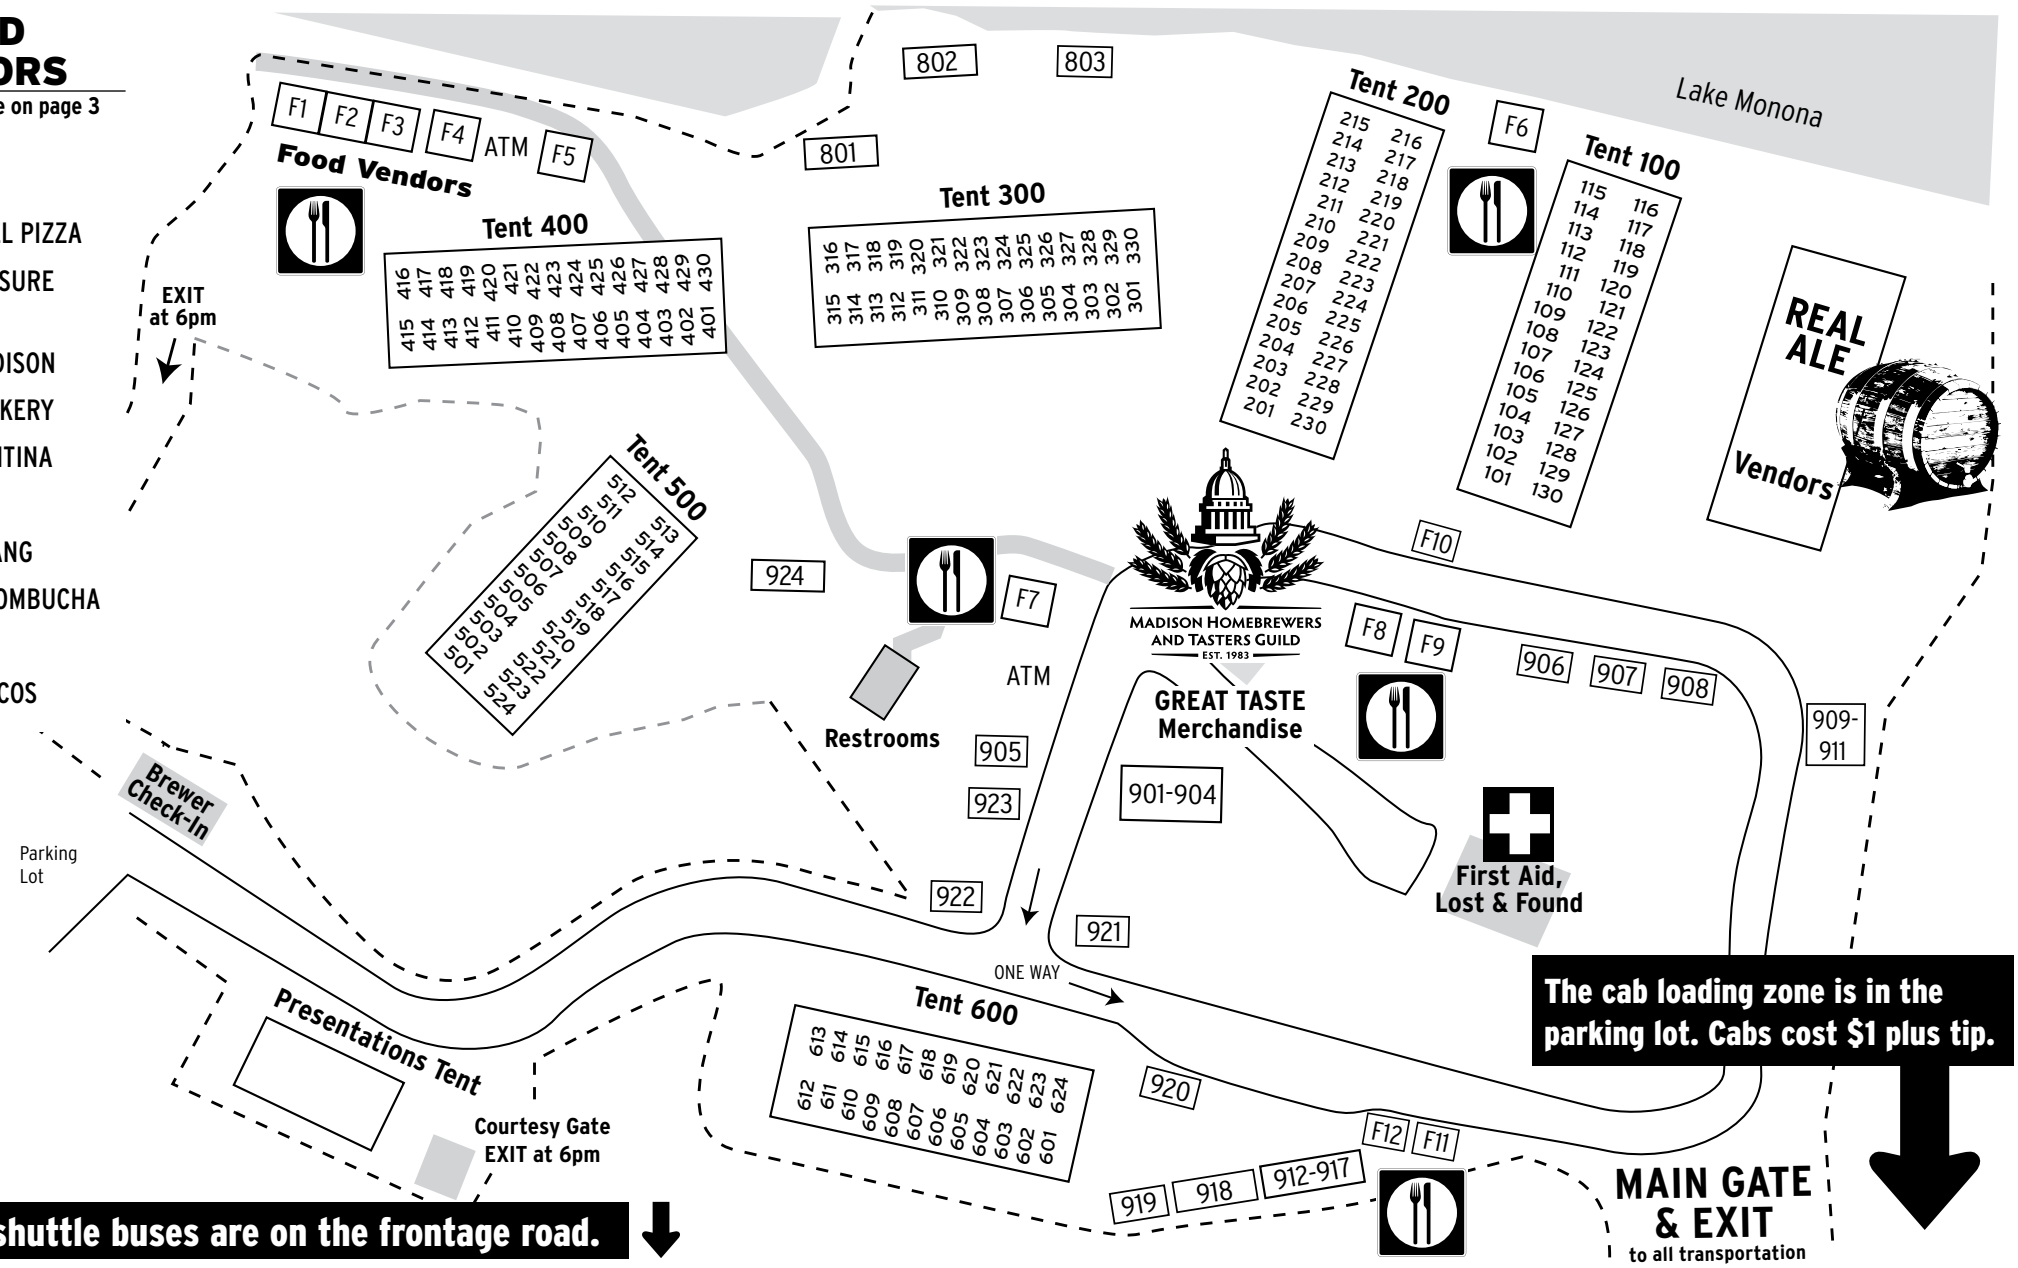 D
ORS
e on page 3
L PIZZA
SURE
DISON
KERY
NTINA
ANG
OMBUCHA
COS
Lake Monona
802
803
801
F1
F2
F3
F4
ATM
F5
Food Vendors
EXIT
at 6pm
Tent 400
416 417 418 419 420 421 422 423 424 425 426 427 428 429 430
415 414 413 412 411 410 409 408 407 406 405 404 403 402 401
Tent 300
316 317 318 319 320 321 322 323 324 325 326 327 328 329 330
315 314 313 312 311 310 309 308 307 306 305 304 303 302 301
Tent 200
215 216
214 217
213 218
212 219
211 220
210 221
209 222
208 223
207 224
206 225
205 226
204 227
203 228
202 229
201 230
F6
Tent 100
115 116
114 117
113 118
112 119
111 120
110 121
109 122
108 123
107 124
106 125
105 126
104 127
103 128
102 129
101 130
REAL
ALE
Vendors
Tent 500
512 513
511 514
510 515
509 516
508 517
507 518
506 519
505 520
504 521
503 522
502 523
501 524
924
F7
ATM
Restrooms
MADISON HOMEBREWERS
AND TASTERS GUILD
EST. 1983
GREAT TASTE
Merchandise
F10
F8
F9
906
907
908
909-
911
905
923
901-904
First Aid,
Lost & Found
922
921
ONE WAY
Brewer
Check-In
Parking
Lot
Presentations Tent
Courtesy Gate
EXIT at 6pm
Tent 600
613 614 615 616 617 618 619 620 621 622 623 624
612 611 610 609 608 607 606 605 604 603 602 601
920
F12
F11
919
918
912-917
The cab loading zone is in the
parking lot. Cabs cost $1 plus tip.
MAIN GATE
& EXIT
to all transportation
shuttle buses are on the frontage road.